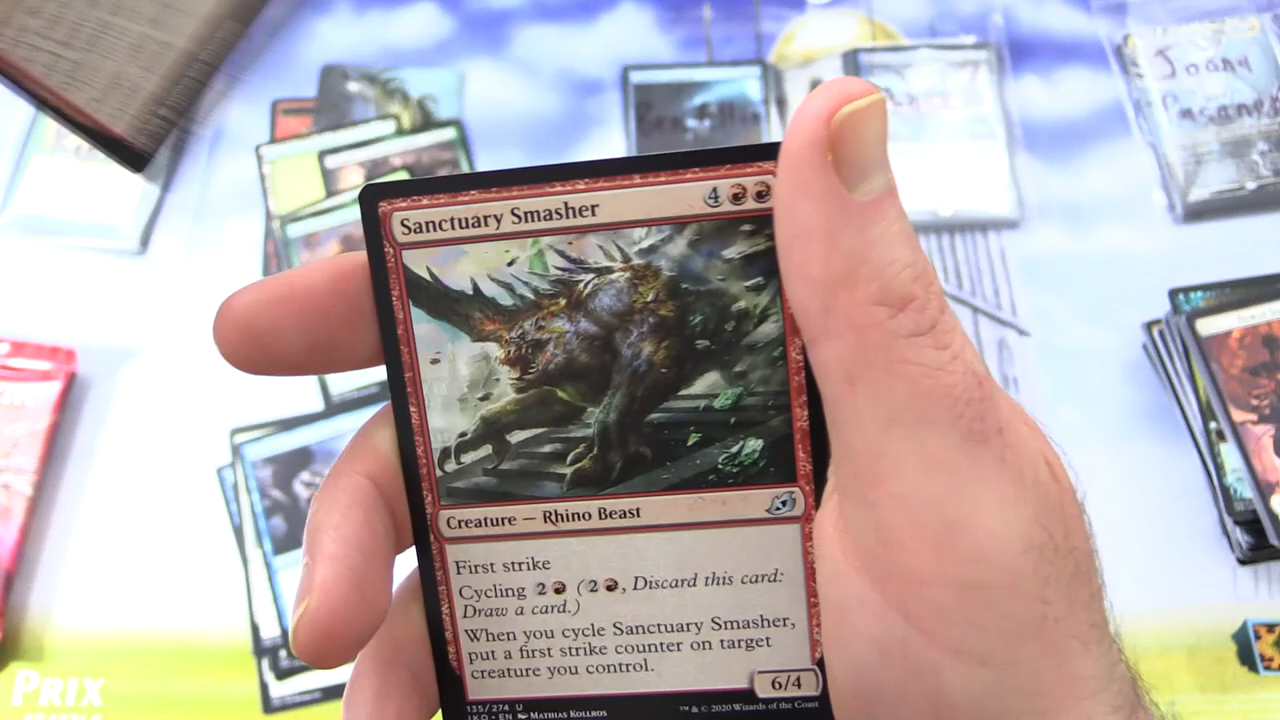 Joana
Sanctuary Smasher
4
Creature — Rhino Beast
First strike
Cycling 2 (2, Discard this card:
Draw a card.)
When you cycle Sanctuary Smasher,
put a first strike counter on target
creature you control.
6/4
135/274 U
IKO • EN MATHIAS KOLLROS
™ & © 2020 Wizards of the Coast
PRIX